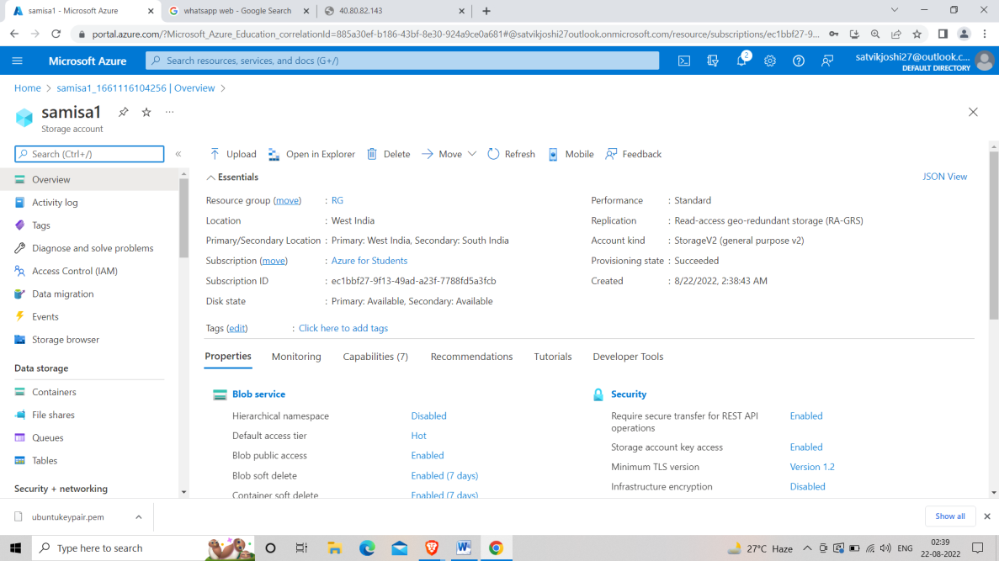 samisa1 - Microsoft Azure
whatsapp web - Google Search
40.80.82.143
portal.azure.com/?Microsoft_Azure_Education_correlationId=885a30ef-b186-43bf-8e30-924a9ce0a681#@satvikjoshi27outlook.onmicrosoft.com/resource/subscriptions/ec1bbf27-9...
Microsoft Azure
Search resources, services, and docs (G+/)
2
satvikjoshi27@outlook.c...
DEFAULT DIRECTORY
Home > samisa1_1661116104256 | Overview >
samisa1
Storage account
Search (Ctrl+/)
«
Upload
Open in Explorer
Delete
Move
Refresh
Mobile
Feedback
Overview
Activity log
Tags
Diagnose and solve problems
Access Control (IAM)
Data migration
Events
Storage browser
Data storage
Containers
File shares
Queues
Tables
Security + networking
Essentials
JSON View
Resource group (move) : RG
Location : West India
Primary/Secondary Location : Primary: West India, Secondary: South India
Subscription (move) : Azure for Students
Subscription ID : ec1bbf27-9f13-49ad-a23f-7788fd5a3fcb
Disk state : Primary: Available, Secondary: Available
Performance : Standard
Replication : Read-access geo-redundant storage (RA-GRS)
Account kind : StorageV2 (general purpose v2)
Provisioning state : Succeeded
Created : 8/22/2022, 2:38:43 AM
Tags (edit) : Click here to add tags
Properties
Monitoring
Capabilities (7)
Recommendations
Tutorials
Developer Tools
Blob service
Hierarchical namespace Disabled
Default access tier Hot
Blob public access Enabled
Blob soft delete Enabled (7 days)
Container soft delete Enabled (7 days)
Security
Require secure transfer for REST API Enabled
operations
Storage account key access Enabled
Minimum TLS version Version 1.2
Infrastructure encryption Disabled
ubuntukeypair.pem
Show all
Type here to search
27°C Haze
ENG
02:39
22-08-2022